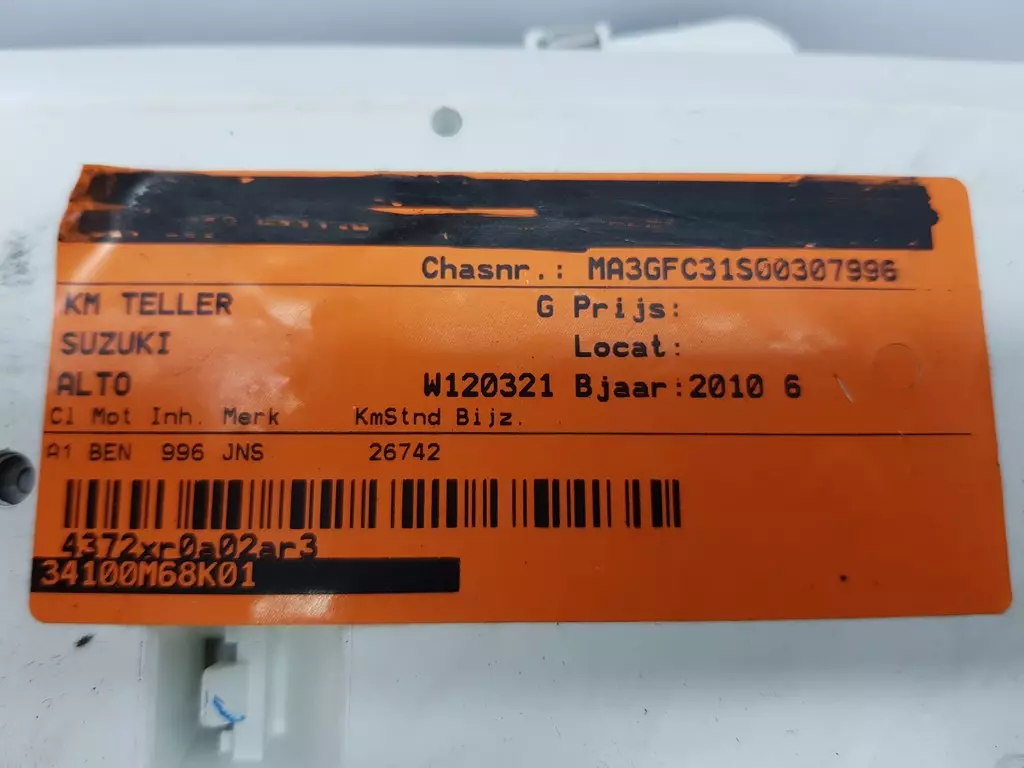 Chasnr.: MA3GFC31S00307996
KM TELLER G Prijs:
SUZUKI Locat:
ALTO W120321 Bjaar:2010 6
Cl Mot Inh. Merk KmStnd Bijz.
A1 BEN 996 JNS 26742
4372xr0a02ar3
34100M68K01